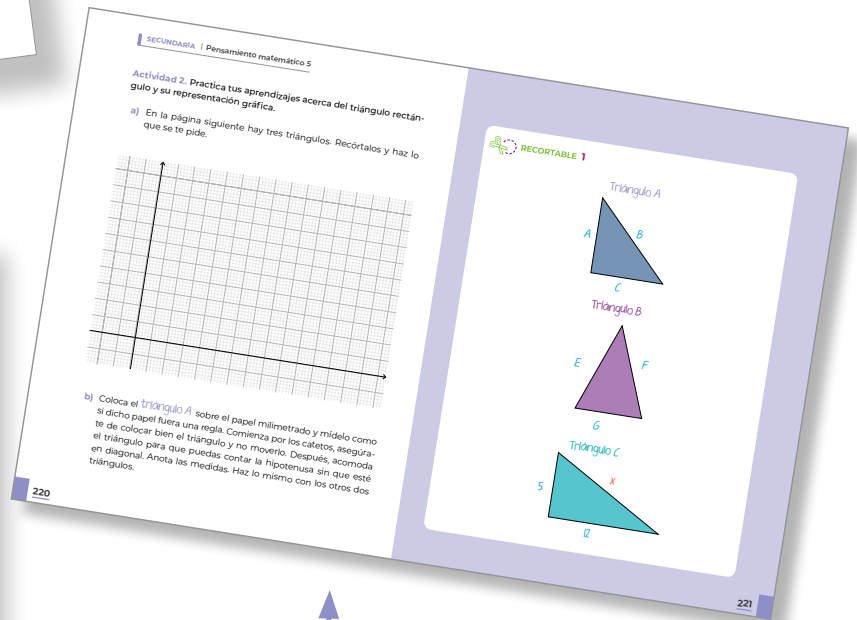 SECUNDARIA | Pensamiento matemático 5
Actividad 2. Practica tus aprendizajes acerca del triángulo rectán-
gulo y su representación gráfica.
a) En la página siguiente hay tres triángulos. Recórtalos y haz lo
que se te pide.
b) Coloca el triángulo A sobre el papel milimetrado y mídelo como
si dicho papel fuera una regla. Comienza por los catetos, asegúra-
te de colocar bien el triángulo y no moverlo. Después, acomoda
el triángulo para que puedas contar la hipotenusa sin que esté
en diagonal. Anota las medidas. Haz lo mismo con los otros dos
triángulos.
220
RECORTABLE 1
Triángulo A
A
B
C
Triángulo B
E
F
G
Triángulo C
5
x
12
221